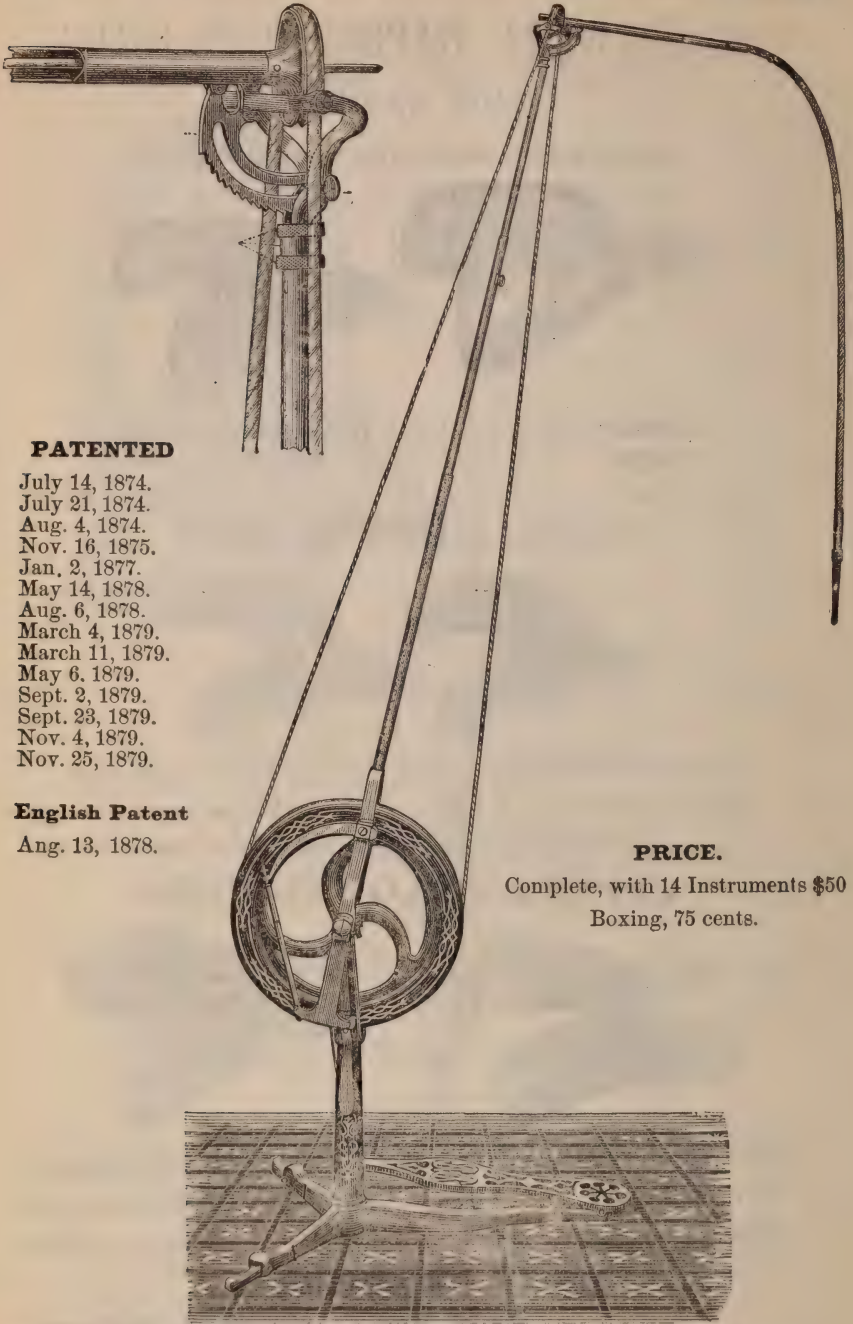 PATENTED
July 14, 1874.
July 21, 1874.
Aug. 4, 1874.
Nov. 16, 1875.
Jan. 2, 1877.
May 14, 1878.
Aug. 6, 1878.
March 4, 1879.
March 11, 1879.
May 6. 1879.
Sept. 2, 1879.
Sept. 23, 1879.
Nov. 4, 1879.
Nov. 25, 1879.
English Patent
Ang. 13, 1878.
PRICE.
Complete, with 14 Instruments $50
Boxing, 75 cents.